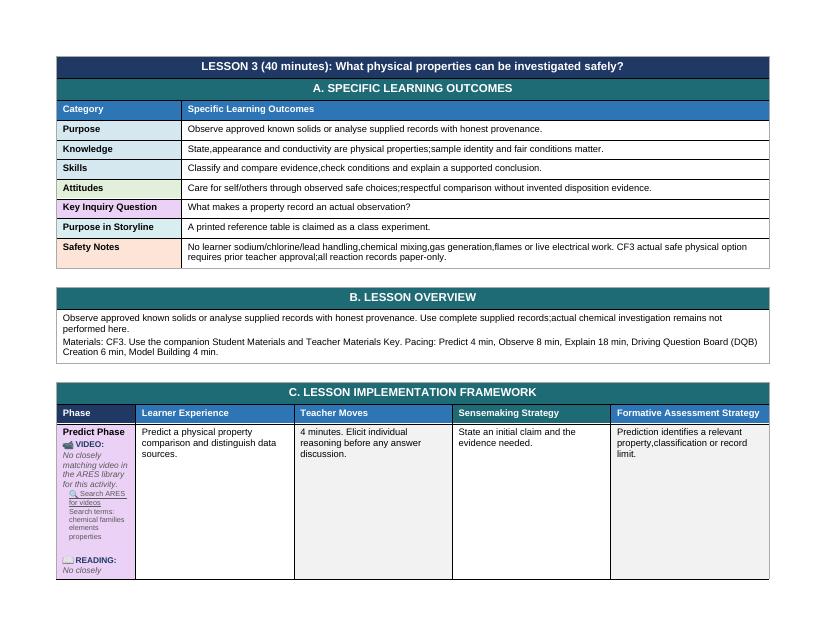 LESSON 3 (40 minutes): What physical properties can be investigated safely?
A. SPECIFIC LEARNING OUTCOMES
Category
Specific Learning Outcomes
Purpose
Observe approved known solids or analyse supplied records with honest provenance.
Knowledge
State,appearance and conductivity are physical properties;sample identity and fair conditions matter.
Skills
Classify and compare evidence,check conditions and explain a supported conclusion.
Attitudes
Care for self/others through observed safe choices;respectful comparison without invented disposition evidence.
Key Inquiry Question
What makes a property record an actual observation?
Purpose in Storyline
A printed reference table is claimed as a class experiment.
Safety Notes
No learner sodium/chlorine/lead handling,chemical mixing,gas generation,flames or live electrical work. CF3 actual safe physical option
requires prior teacher approval;all reaction records paper-only.
B. LESSON OVERVIEW
Observe approved known solids or analyse supplied records with honest provenance. Use complete supplied records;actual chemical investigation remains not
performed here.
Materials: CF3. Use the companion Student Materials and Teacher Materials Key. Pacing: Predict 4 min, Observe 8 min, Explain 18 min, Driving Question Board (DQB)
Creation 6 min, Model Building 4 min.
C. LESSON IMPLEMENTATION FRAMEWORK
Phase
Learner Experience
Teacher Moves
Sensemaking Strategy
Formative Assessment Strategy
Predict Phase
📹 VIDEO:
No closely
matching video in
the ARES library
for this activity.
🔍 Search ARES
for videos
Search terms:
chemical families
elements
properties
📖 READING:
No closely
Predict a physical property
comparison and distinguish data
sources.
4 minutes. Elicit individual
reasoning before any answer
discussion.
State an initial claim and the
evidence needed.
Prediction identifies a relevant
property,classification or record
limit.